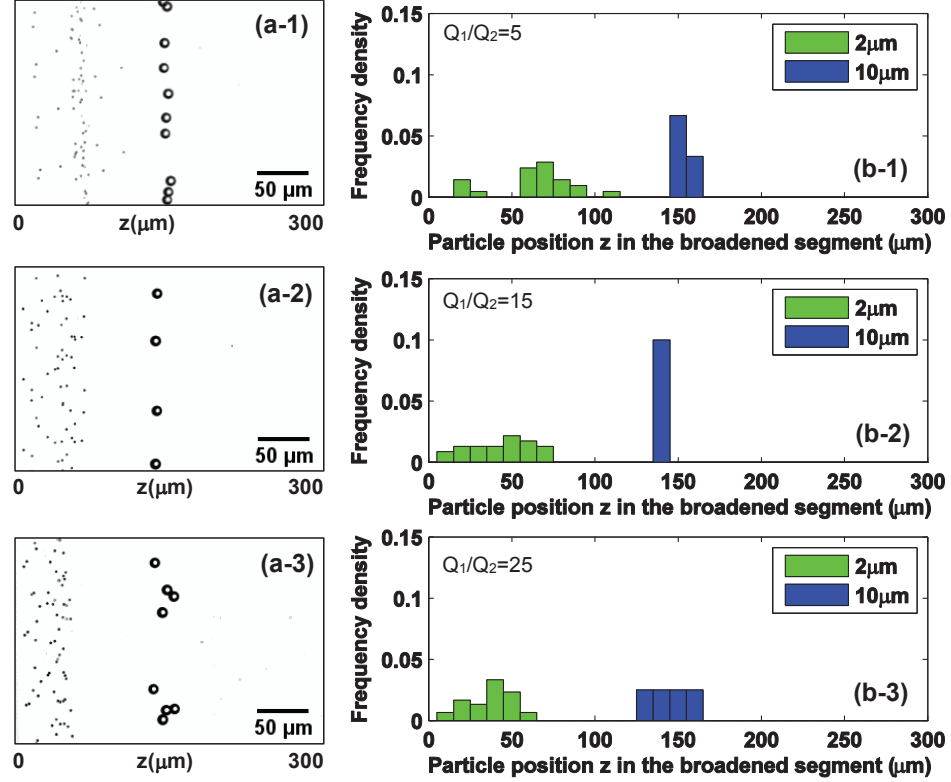 (a-1)
50 μm
0
z(μm)
300
Frequency density
0.15
0.1
0.05
0
Q₁/Q₂=5
2μm
10μm
(b-1)
0 50 100 150 200 250 300
Particle position z in the broadened segment (μm)
(a-2)
50 μm
0
z(μm)
300
Frequency density
0.15
0.1
0.05
0
Q₁/Q₂=15
2μm
10μm
(b-2)
0 50 100 150 200 250 300
Particle position z in the broadened segment (μm)
(a-3)
50 μm
0
z(μm)
300
Frequency density
0.15
0.1
0.05
0
Q₁/Q₂=25
2μm
10μm
(b-3)
0 50 100 150 200 250 300
Particle position z in the broadened segment (μm)